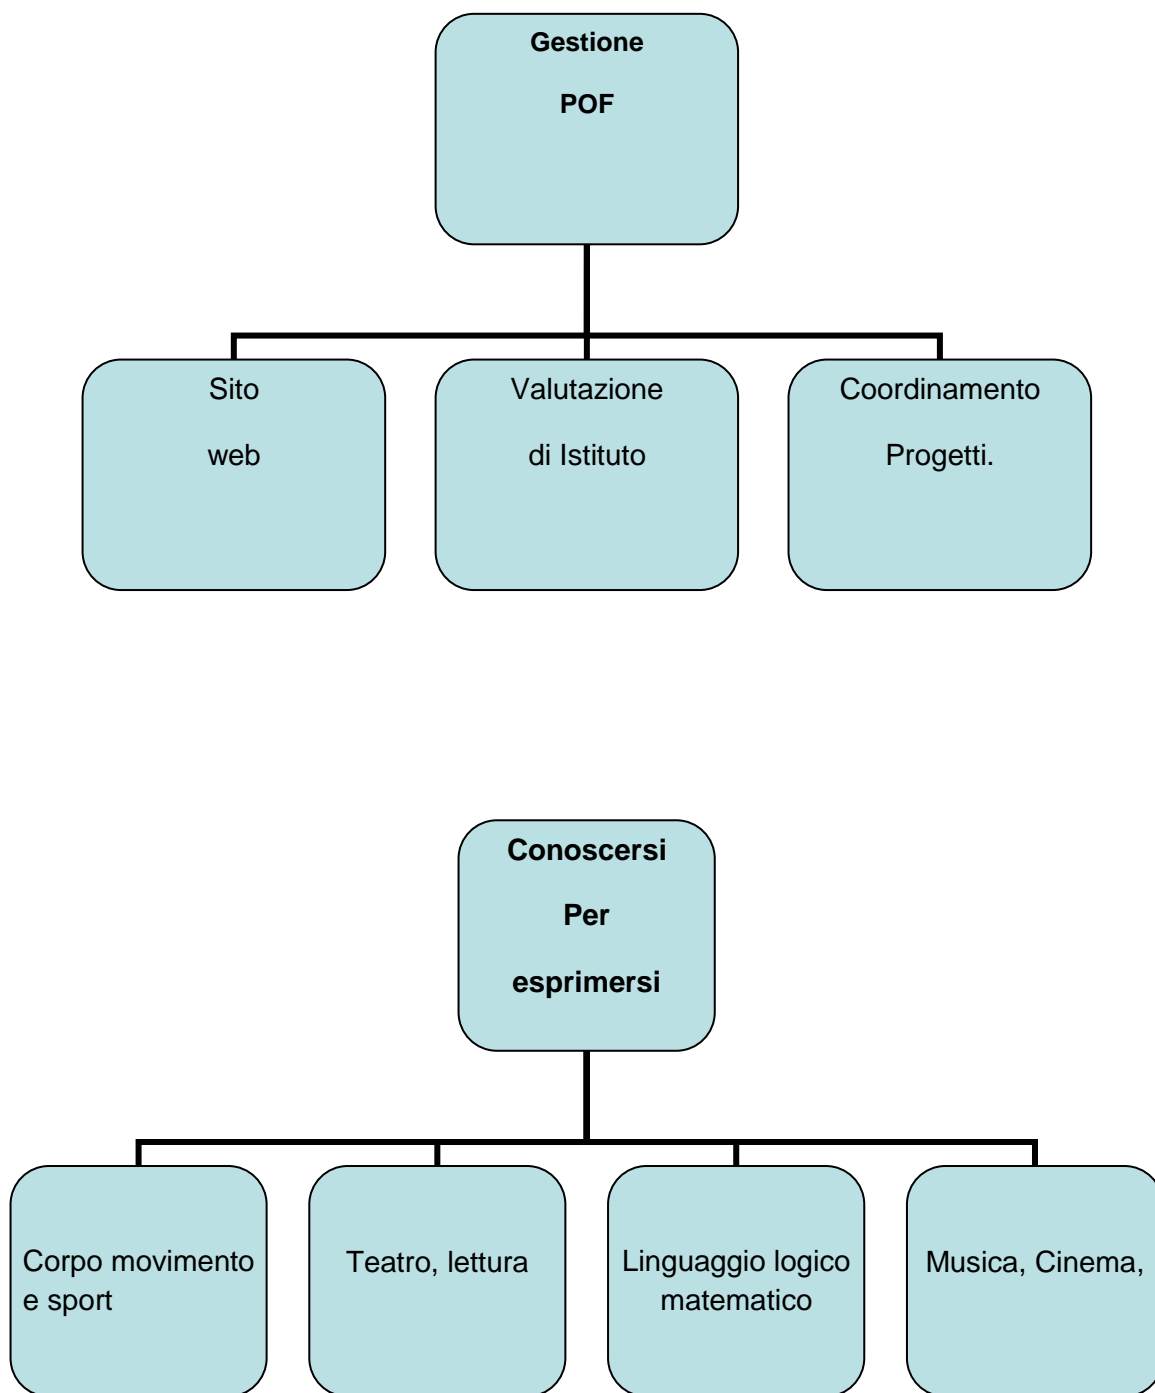 Gestione
POF
Sito
web
Valutazione
di Istituto
Coordinamento
Progetti.
Conoscersi
Per
esprimersi
Corpo movimento
e sport
Teatro, lettura
Linguaggio logico
matematico
Musica, Cinema,